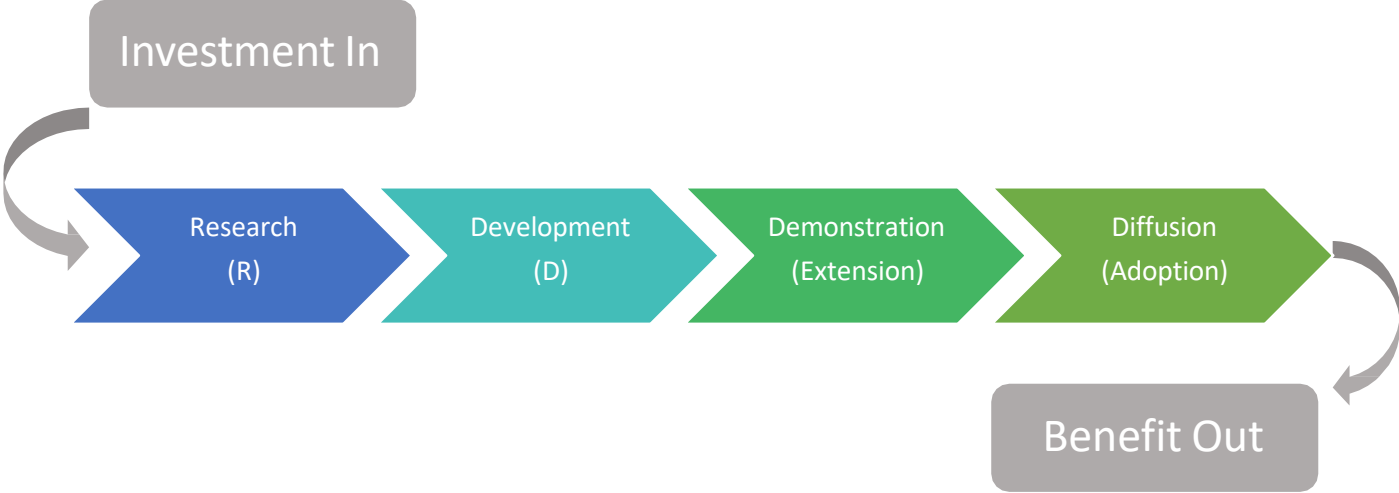 Investment In
Research
(R)
Development
(D)
Demonstration
(Extension)
Diffusion
(Adoption)
Benefit Out